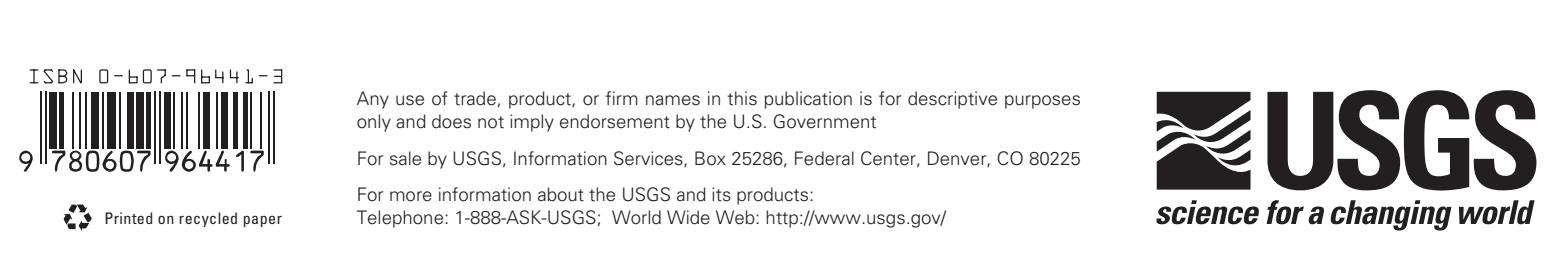 ISBN 0-607-96441-3
9 780607 964417
Printed on recycled paper
Any use of trade, product, or firm names in this publication is for descriptive purposes
only and does not imply endorsement by the U.S. Government
For sale by USGS, Information Services, Box 25286, Federal Center, Denver, CO 80225
For more information about the USGS and its products:
Telephone: 1-888-ASK-USGS; World Wide Web: http://www.usgs.gov/
USGS
science for a changing world